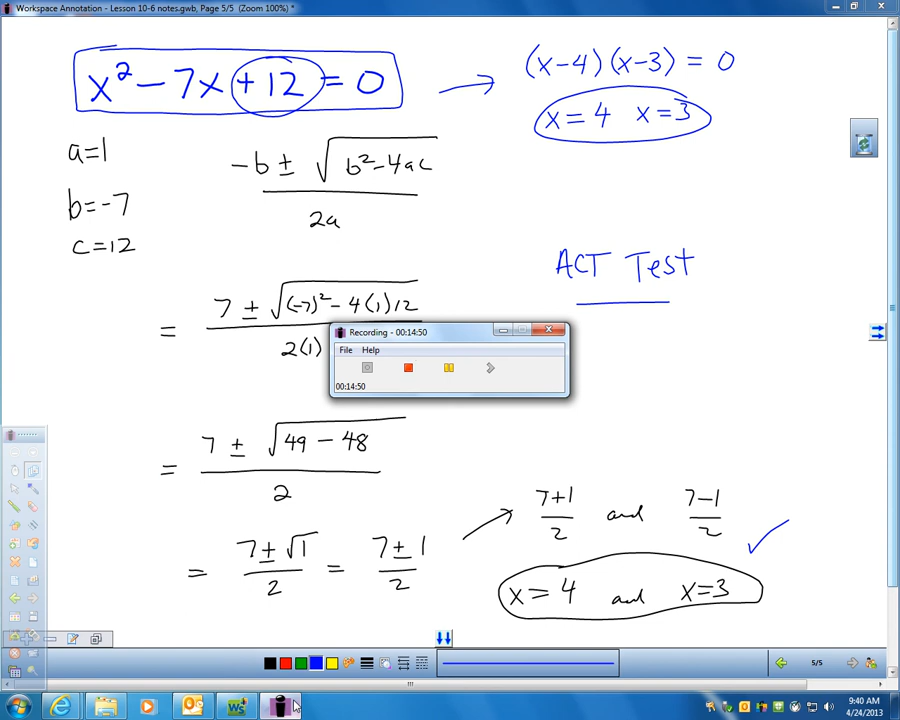 Workspace Annotation - Lesson 10-6 notes.gwb, Page 5/5 (Zoom 100%) *
x² − 7x + 12 = 0 → (x−4)(x−3) = 0
x = 4 x = 3
a=1
−b ± √(b²−4ac) / 2a
b=−7
c=12
ACT Test
= 7 ± √((−7)² − 4(1)12 / 2(1)
Recording - 00:14:50
File Help
00:14:50
= 7 ± √(49 − 48) / 2
= 7 ± √1 / 2 = 7 ± 1 / 2 → 7+1 / 2 and 7−1 / 2 ✓
x = 4 and x = 3
5/5
WS
9:40 AM
4/24/2013